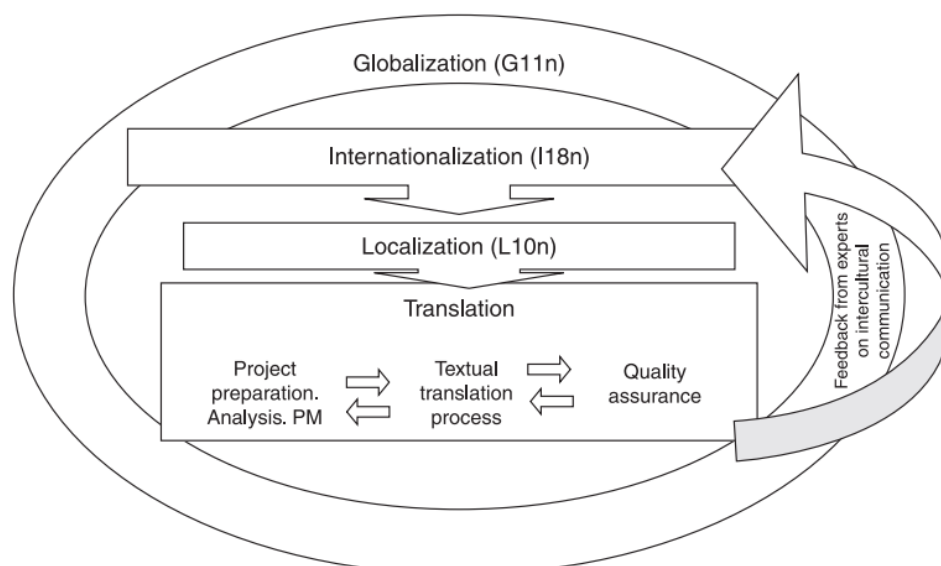 Globalization (G11n)
Internationalization (I18n)
Localization (L10n)
Translation
Project
preparation.
Analysis. PM
Textual
translation
process
Quality
assurance
Feedback from experts
on intercultural
communication